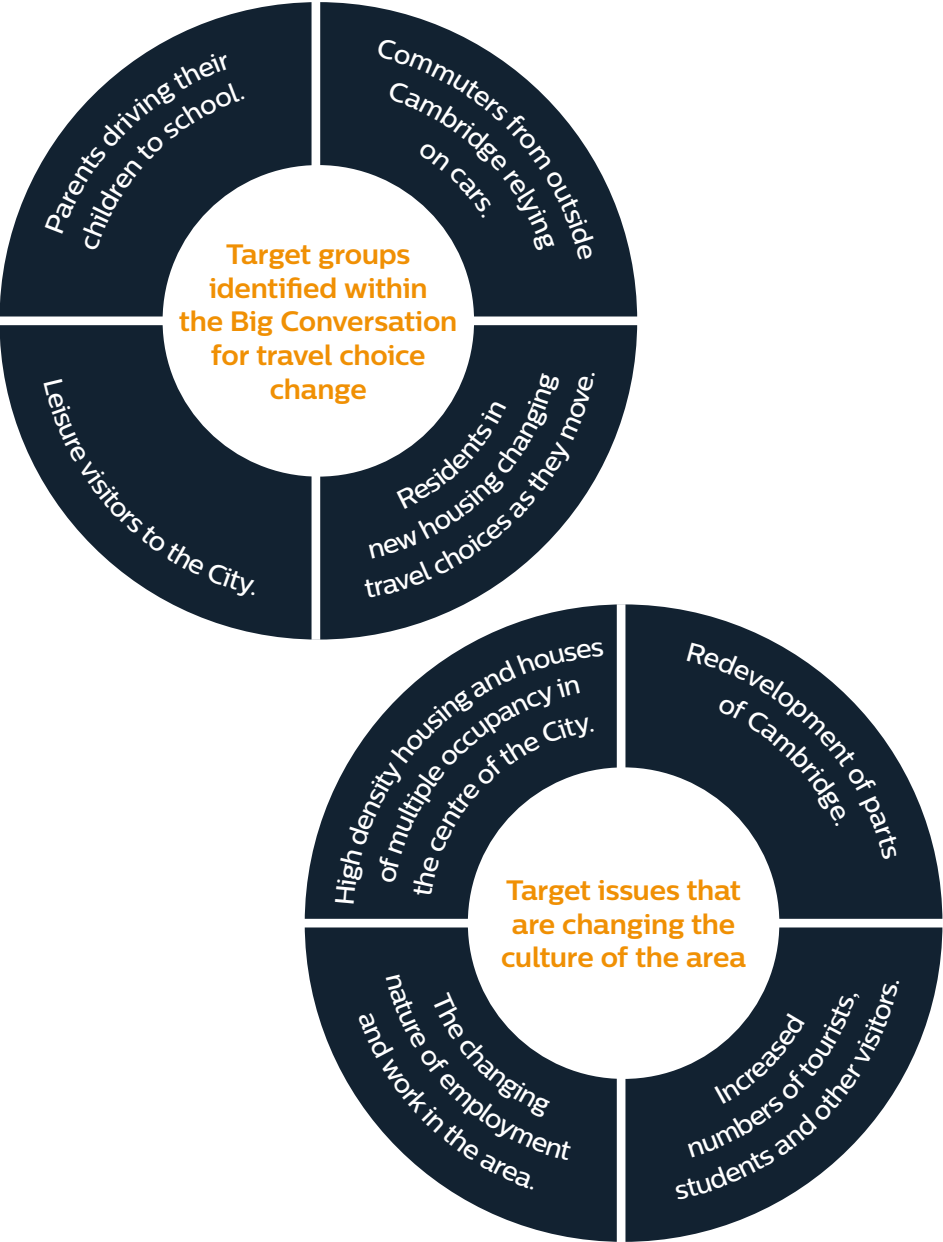 Parents driving their
children to school.
Commuters from outside
Cambridge relying
on cars.
Target groups
identified within
the Big Conversation
for travel choice
change
Leisure visitors to the City.
Residents in
new housing changing
travel choices as they move.
High density housing and houses
of multiple occupancy in
the centre of the City.
Redevelopment of parts
of Cambridge.
Target issues that
are changing the
culture of the area
The changing
nature of employment
and work in the area.
Increased
numbers of tourists,
students and other visitors.